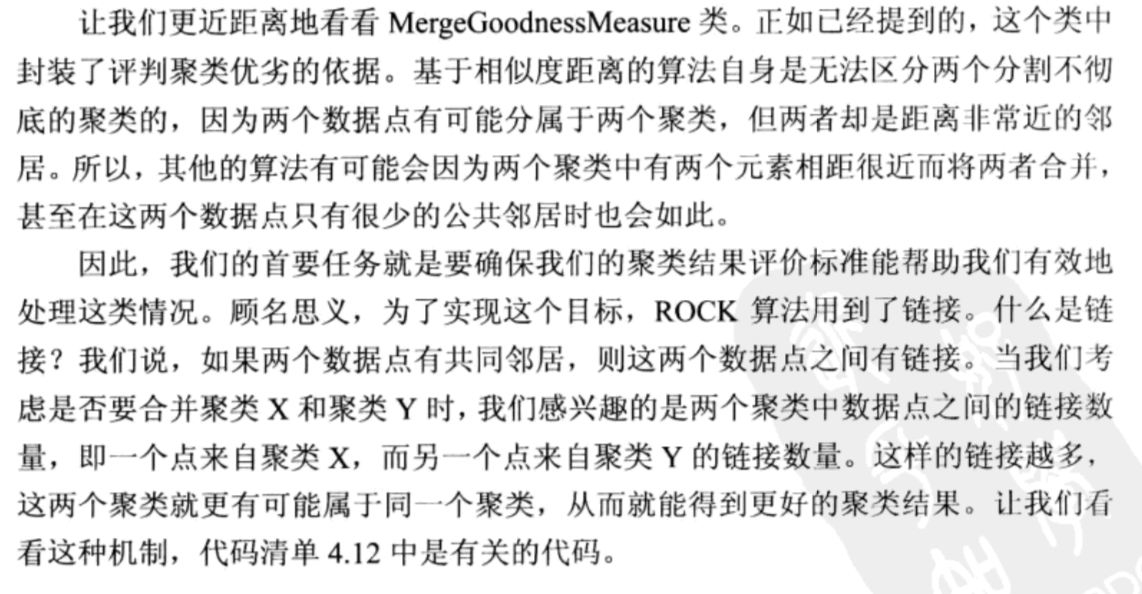 让我们更近距离地看看 MergeGoodnessMeasure 类。正如已经提到的，这个类中
封装了评判聚类优劣的依据。基于相似度距离的算法自身是无法区分两个分割不彻
底的聚类的，因为两个数据点有可能分属于两个聚类，但两者却是距离非常近的邻
居。所以，其他的算法有可能会因为两个聚类中有两个元素相距很近而将两者合并，
甚至在这两个数据点只有很少的公共邻居时也会如此。
因此，我们的首要任务就是要确保我们的聚类结果评价标准能帮助我们有效地
处理这类情况。顾名思义，为了实现这个目标，ROCK 算法用到了链接。什么是链
接？我们说，如果两个数据点有共同邻居，则这两个数据点之间有链接。当我们考
虑是否要合并聚类 X 和聚类 Y 时，我们感兴趣的是两个聚类中数据点之间的链接数
量，即一个点来自聚类 X，而另一个点来自聚类 Y 的链接数量。这样的链接越多，
这两个聚类就更有可能属于同一个聚类，从而就能得到更好的聚类结果。让我们看
看这种机制，代码清单 4.12 中是有关的代码。